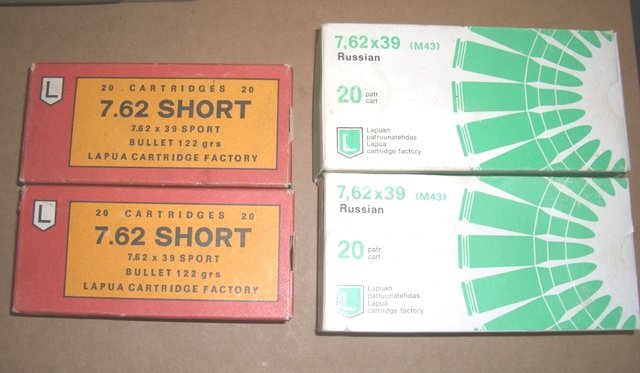 L
20 . CARTRIDGES 20
7.62 SHORT
7.62 x 39 SPORT
BULLET 122 grs
LAPUA CARTRIDGE FACTORY
L
20 CARTRIDGES 20
7.62 SHORT
7.62 x 39 SPORT
BULLET 122 grs
LAPUA CARTRIDGE FACTORY
7,62x39 (M43)
Russian
20 patr.
cart.
L
Lapuan
patruunatehdas
Lapua
cartridge factory
7,62x39 (M43)
Russian
20 patr.
cart.
L
Lapuan
patruunatehdas
Lapua
cartridge factory